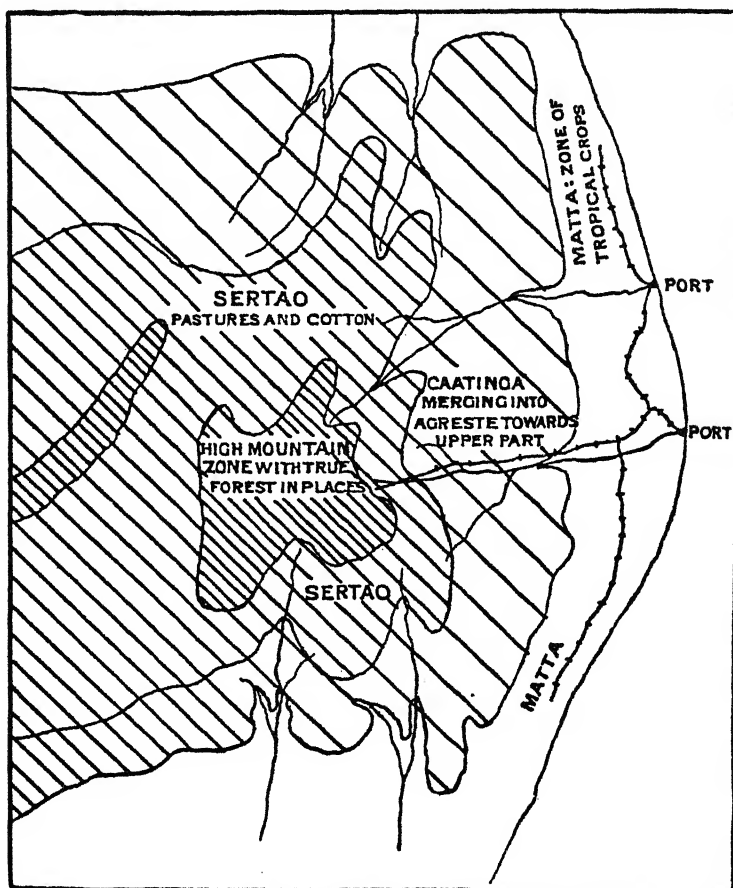 MATTA: ZONE OF
TROPICAL CROPS
PORT
SERTAO
PASTURES AND COTTON
CAATINGA
MERGING INTO
AGRESTE TOWARDS
UPPER PART
PORT
HIGH MOUNTAIN
ZONE WITH TRUE
FOREST IN PLACES
SERTAO
MATTA